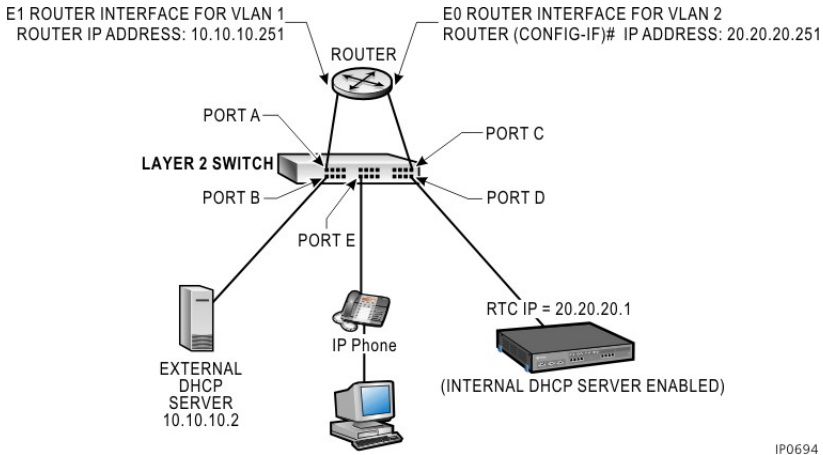 E1 ROUTER INTERFACE FOR VLAN 1
ROUTER IP ADDRESS: 10.10.10.251
E0 ROUTER INTERFACE FOR VLAN 2
ROUTER (CONFIG-IF)# IP ADDRESS: 20.20.20.251
ROUTER
PORT A
PORT C
LAYER 2 SWITCH
PORT B
PORT D
PORT E
RTC IP = 20.20.20.1
IP Phone
EXTERNAL
DHCP
SERVER
10.10.10.2
(INTERNAL DHCP SERVER ENABLED)
IP0694